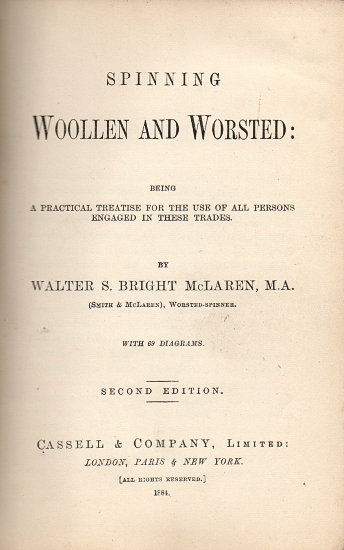 SPINNING
WOOLLEN AND WORSTED:
BEING
A PRACTICAL TREATISE FOR THE USE OF ALL PERSONS
ENGAGED IN THESE TRADES.
BY
WALTER S. BRIGHT McLAREN, M.A.
(SMITH & McLAREN), WORSTED-SPINNER.
WITH 69 DIAGRAMS.
SECOND EDITION.
CASSELL & COMPANY, LIMITED:
LONDON, PARIS & NEW YORK.
[ALL RIGHTS RESERVED.]
1884.